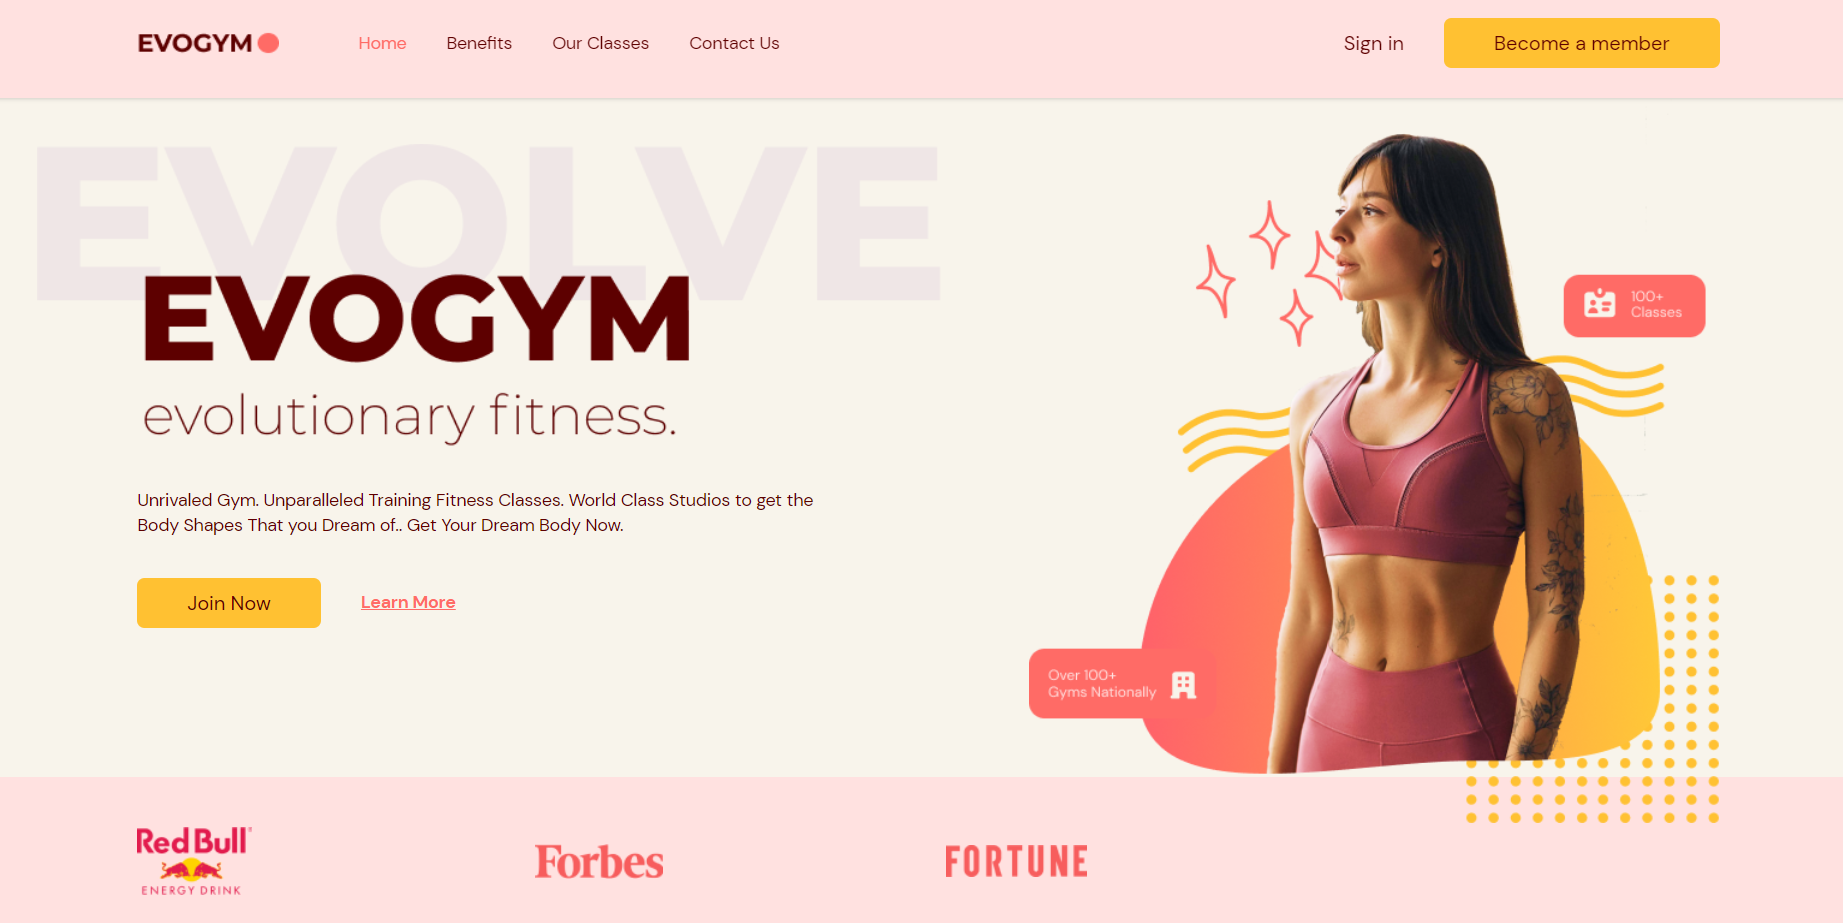 EVOGYM
Home
Benefits
Our Classes
Contact Us
Sign in
Become a member
EVOLVE
EVOGYM
evolutionary fitness.
Unrivaled Gym. Unparalleled Training Fitness Classes. World Class Studios to get the
Body Shapes That you Dream of.. Get Your Dream Body Now.
Join Now
Learn More
100+
Classes
Over 100+
Gyms Nationally
Red Bull
ENERGY DRINK
Forbes
FORTUNE